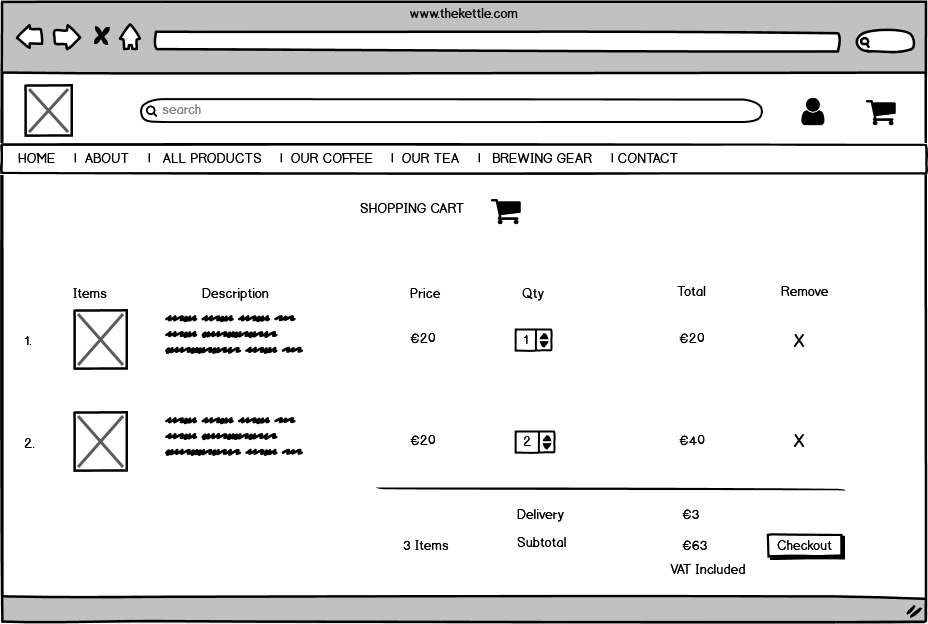 www.thekettle.com
search
HOME | ABOUT | ALL PRODUCTS | OUR COFFEE | OUR TEA | BREWING GEAR | CONTACT
SHOPPING CART
Items Description Price Qty Total Remove
1. €20 1 €20 X
2. €20 2 €40 X
Delivery €3
3 Items Subtotal €63 Checkout
VAT Included